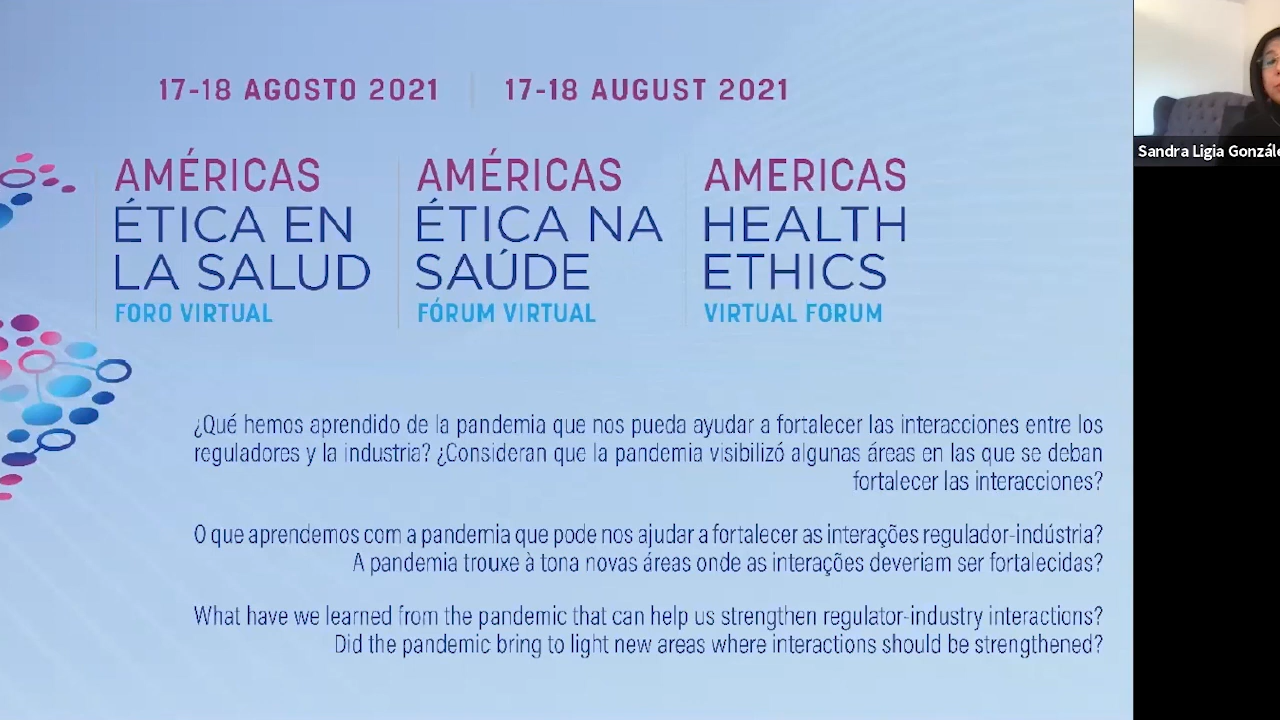 17-18 AGOSTO 2021
17-18 AUGUST 2021
AMÉRICAS
ÉTICA EN
LA SALUD
FORO VIRTUAL
AMÉRICAS
ÉTICA NA
SAÚDE
FÓRUM VIRTUAL
AMERICAS
HEALTH
ETHICS
VIRTUAL FORUM
¿Qué hemos aprendido de la pandemia que nos pueda ayudar a fortalecer las interacciones entre los
reguladores y la industria? ¿Consideran que la pandemia visibilizó algunas áreas en las que se deban
fortalecer las interacciones?
O que aprendemos com a pandemia que pode nos ajudar a fortalecer as interações regulador-indústria?
A pandemia trouxe à tona novas áreas onde as interações deveriam ser fortalecidas?
What have we learned from the pandemic that can help us strengthen regulator-industry interactions?
Did the pandemic bring to light new areas where interactions should be strengthened?
Sandra Ligia